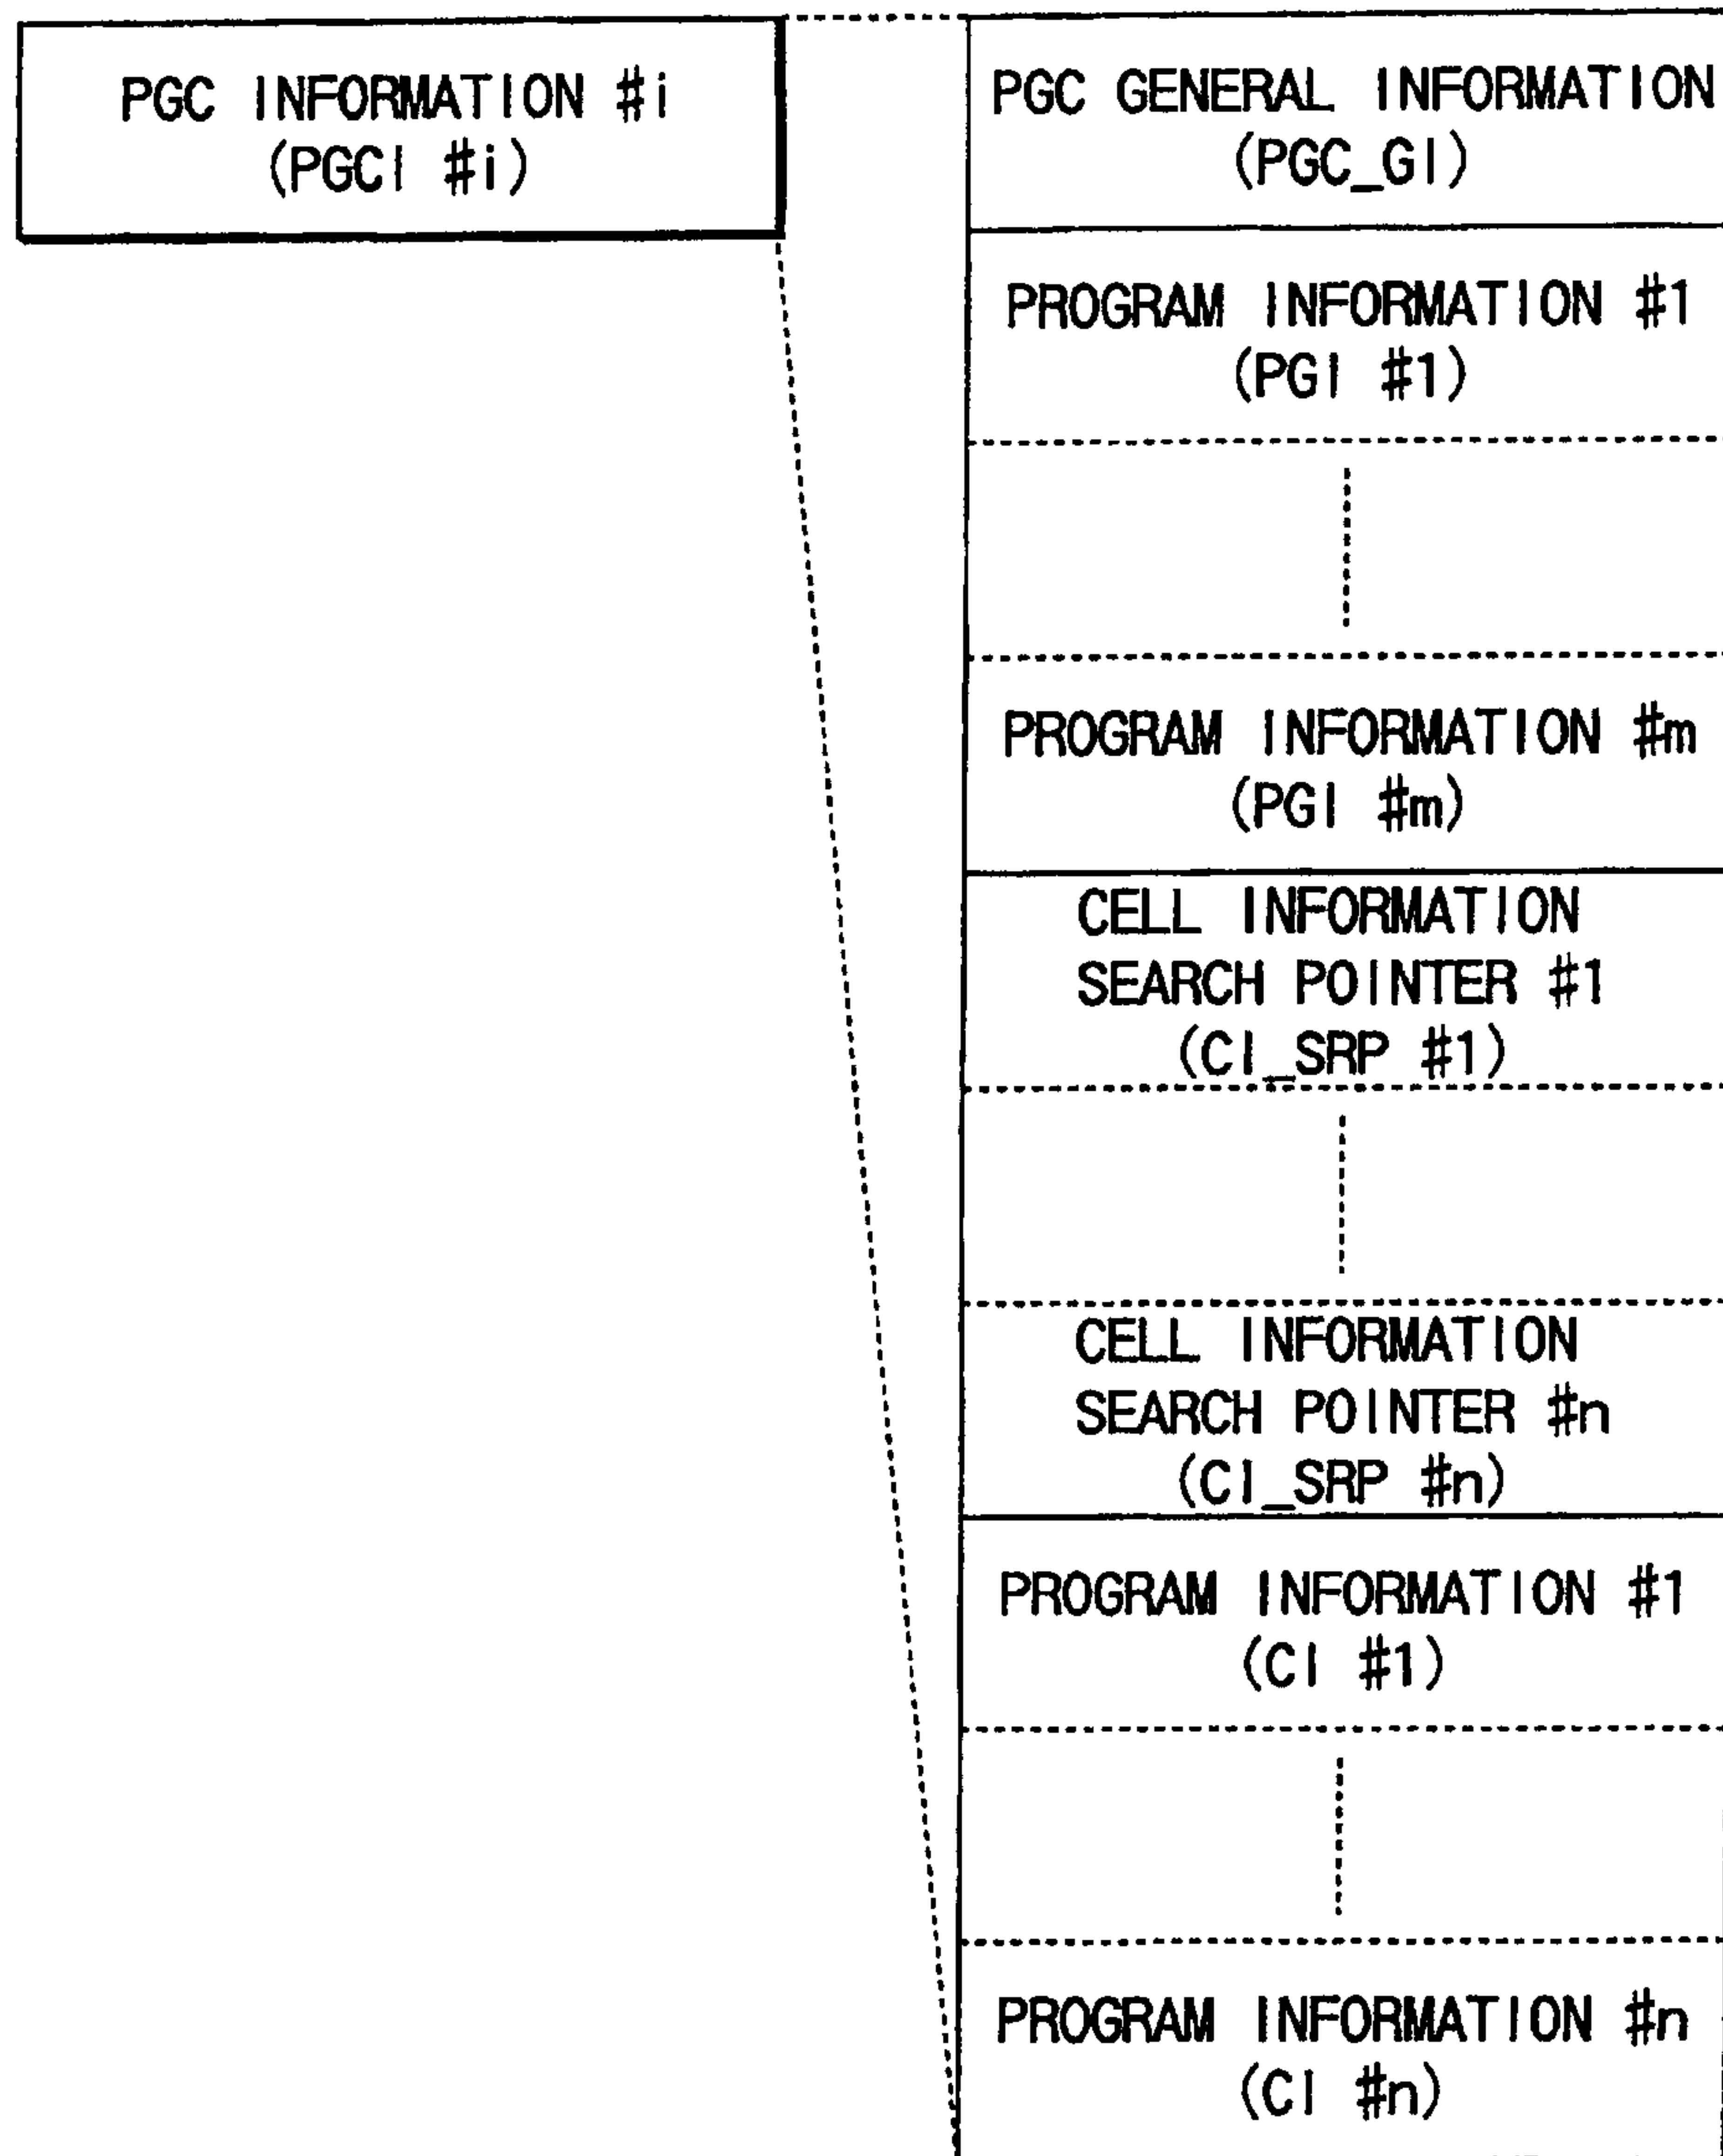 PGC INFORMATION #i
(PGCI #i)
PGC GENERAL INFORMATION
(PGC_GI)
PROGRAM INFORMATION #1
(PGI #1)
PROGRAM INFORMATION #m
(PGI #m)
CELL INFORMATION
SEARCH POINTER #1
(CI_SRP #1)
CELL INFORMATION
SEARCH POINTER #n
(CI_SRP #n)
PROGRAM INFORMATION #1
(CI #1)
PROGRAM INFORMATION #n
(CI #n)